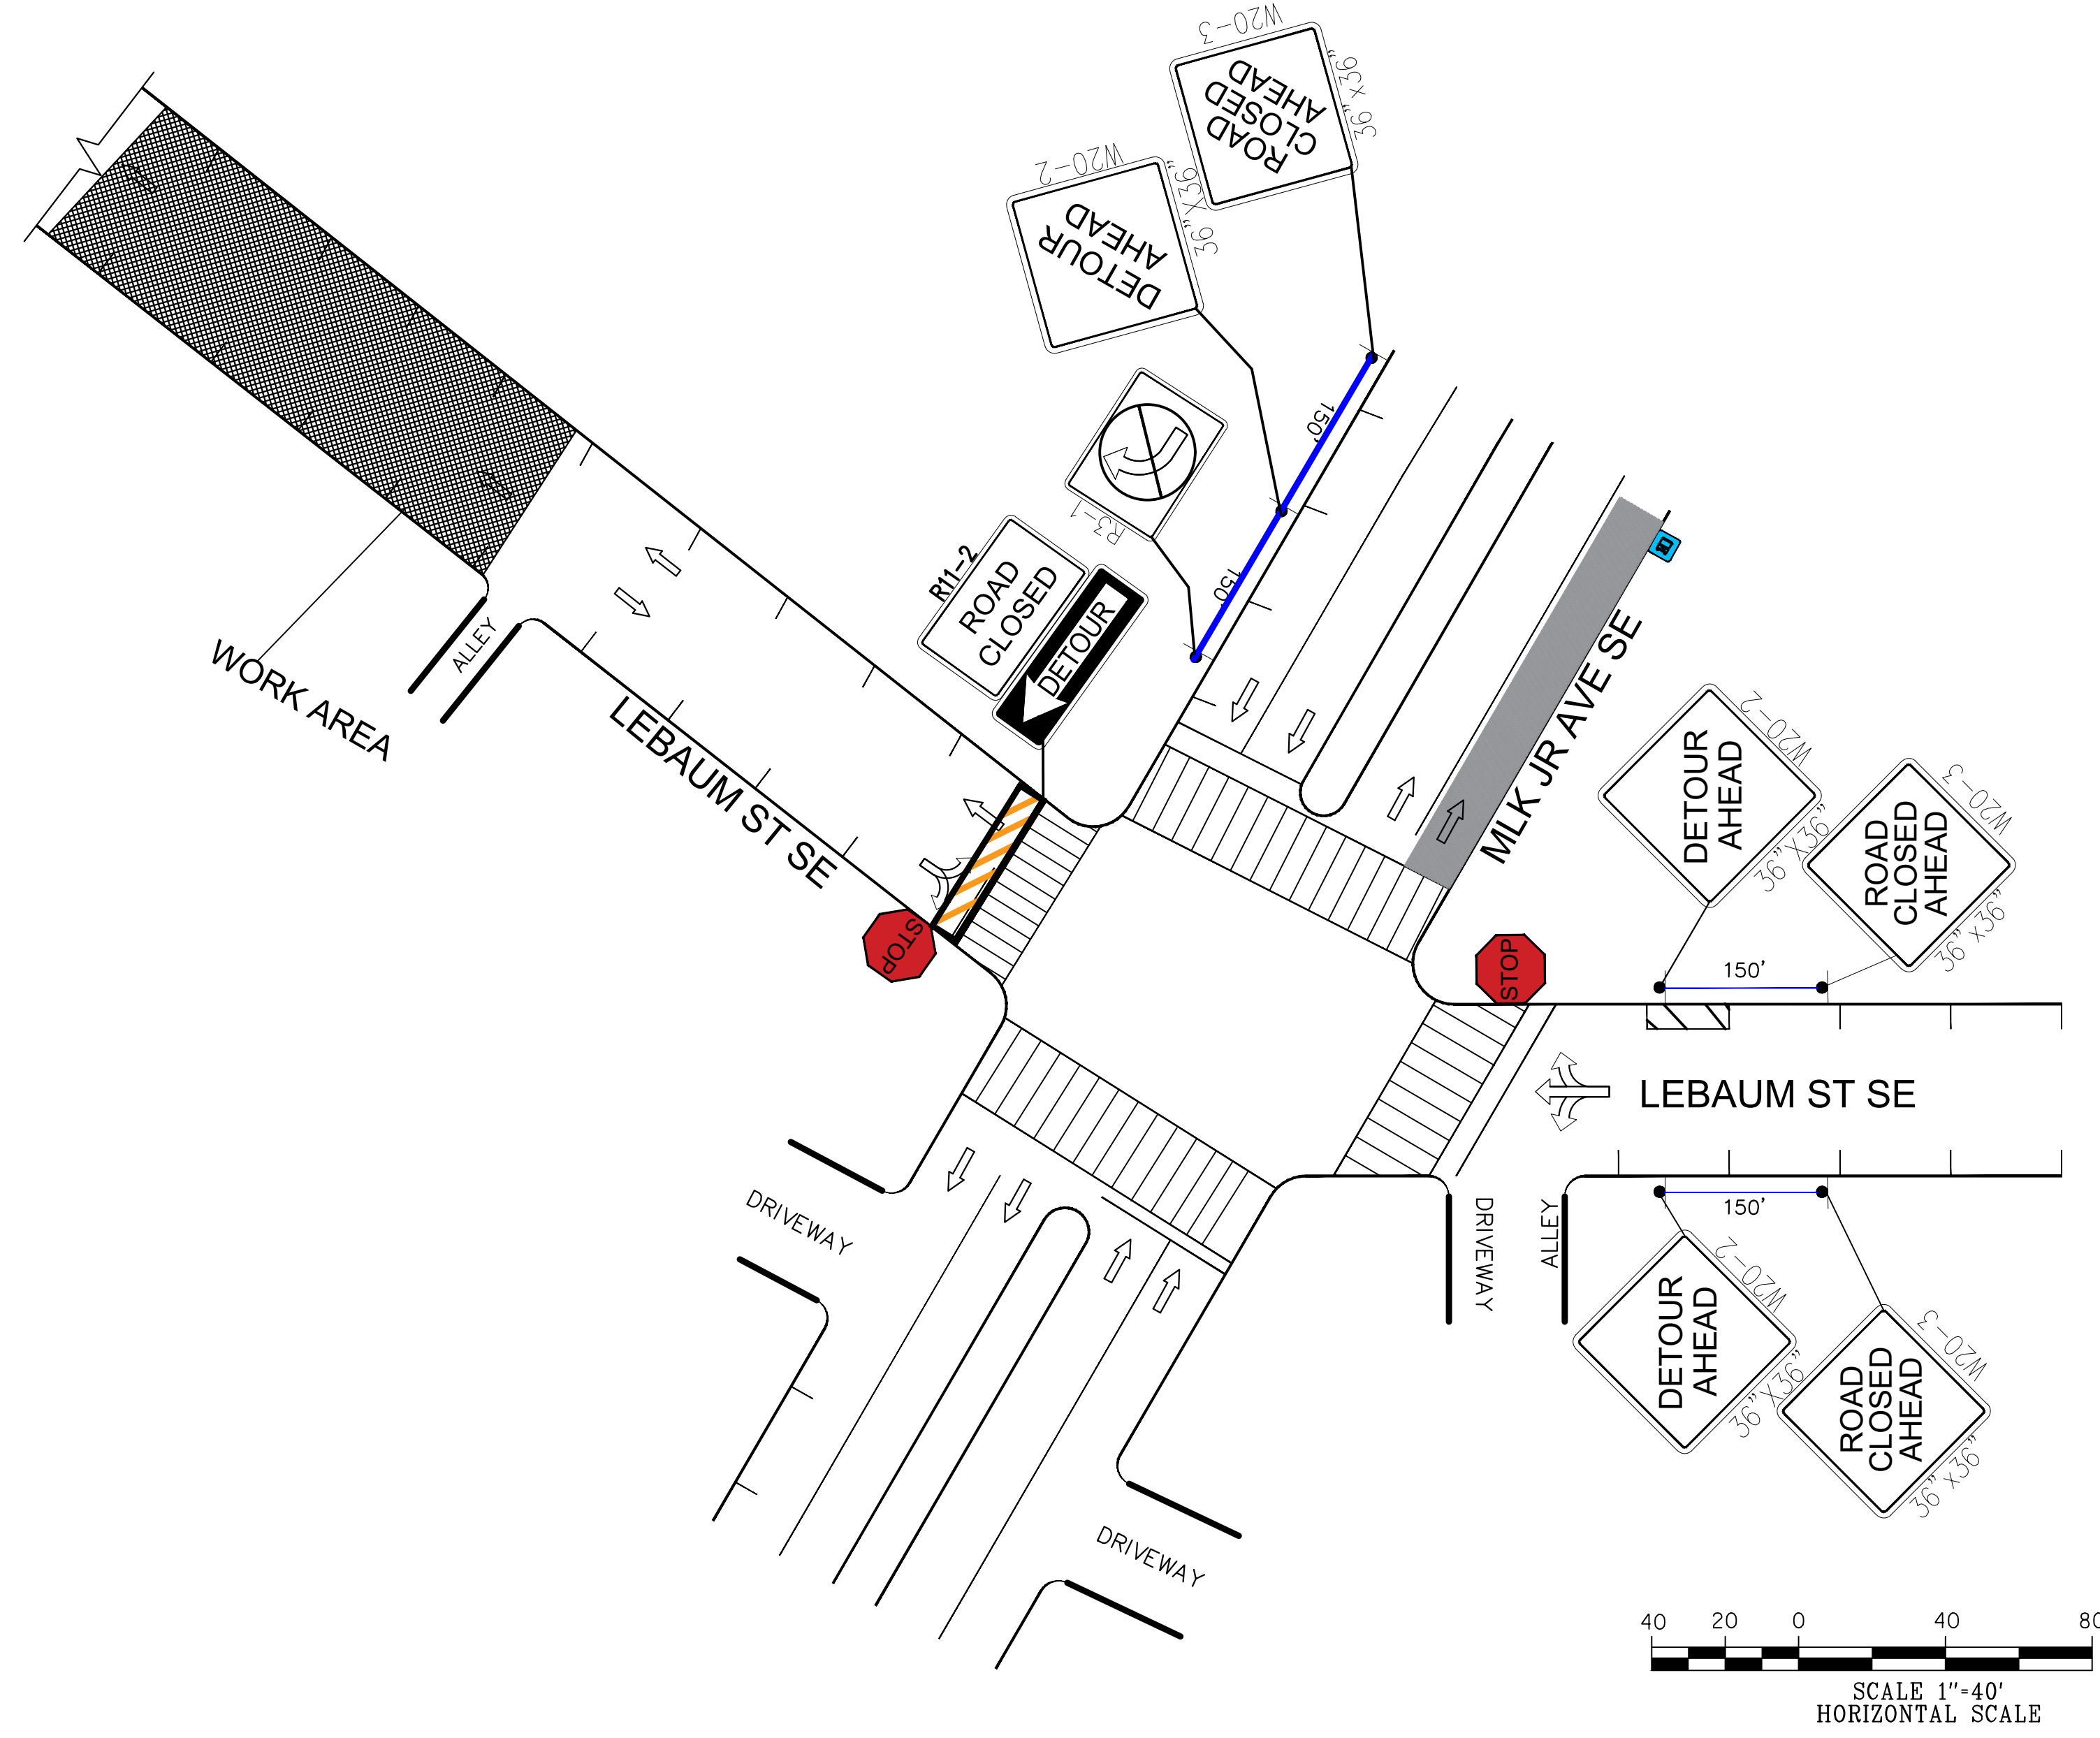 W20-3
ROAD
CLOSED
AHEAD
36" x36"
W20-2
DETOUR
AHEAD
36" X36"
150'
R3-1
R11-2
ROAD
CLOSED
DETOUR
150'
ALLEY
WORK AREA
LEBAUM ST SE
MLK JR AVE SE
STOP
STOP
W20-2
DETOUR
AHEAD
36" X36"
W20-3
ROAD
CLOSED
AHEAD
36" x36"
150'
LEBAUM ST SE
150'
DRIVEWAY
DRIVEWAY
ALLEY
W20-2
DETOUR
AHEAD
36" X36"
W20-3
ROAD
CLOSED
AHEAD
36" x36"
DRIVEWAY
40 20 0 40 80
SCALE 1"=40'
HORIZONTAL SCALE